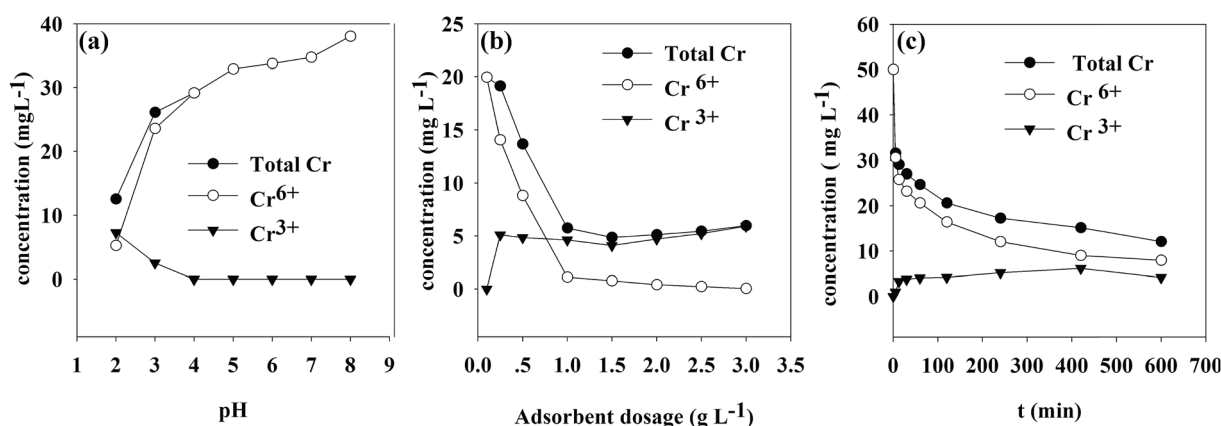 (a)
concentration (mgL-1)
40
30
20
10
0
Total Cr
Cr6+
Cr3+
1 2 3 4 5 6 7 8 9
pH
(b)
concentration (mg L-1)
25
20
15
10
5
0
Total Cr
Cr 6+
Cr 3+
0.0 .5 1.0 1.5 2.0 2.5 3.0 3.5
Adsorbent dosage (g L-1)
(c)
concentration ( mg L-1)
60
50
40
30
20
10
0
Total Cr
Cr 6+
Cr 3+
0 100 200 300 400 500 600 700
t (min)